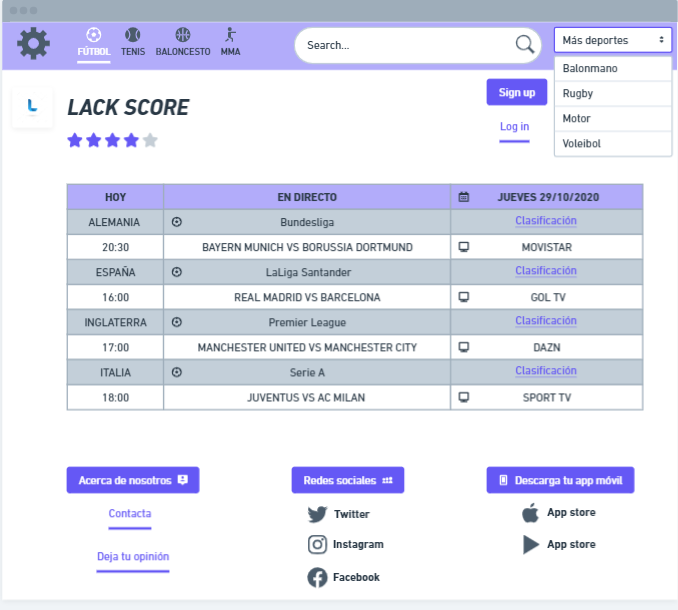 FÚTBOL TENIS BALONCESTO MMA
Search...
Más deportes
Balonmano
Rugby
Motor
Voleíbol
LACK SCORE
Sign up
Log in
HOY EN DIRECTO JUEVES 29/10/2020
ALEMANIA Bundesliga Clasificación
20:30 BAYERN MUNICH VS BORUSSIA DORTMUND MOVISTAR
ESPAÑA LaLiga Santander Clasificación
16:00 REAL MADRID VS BARCELONA GOL TV
INGLATERRA Premier League Clasificación
17:00 MANCHESTER UNITED VS MANCHESTER CITY DAZN
ITALIA Serie A Clasificación
18:00 JUVENTUS VS AC MILAN SPORT TV
Acerca de nosotros
Contacta
Deja tu opinión
Redes sociales
Twitter
Instagram
Facebook
Descarga tu app móvil
App store
App store